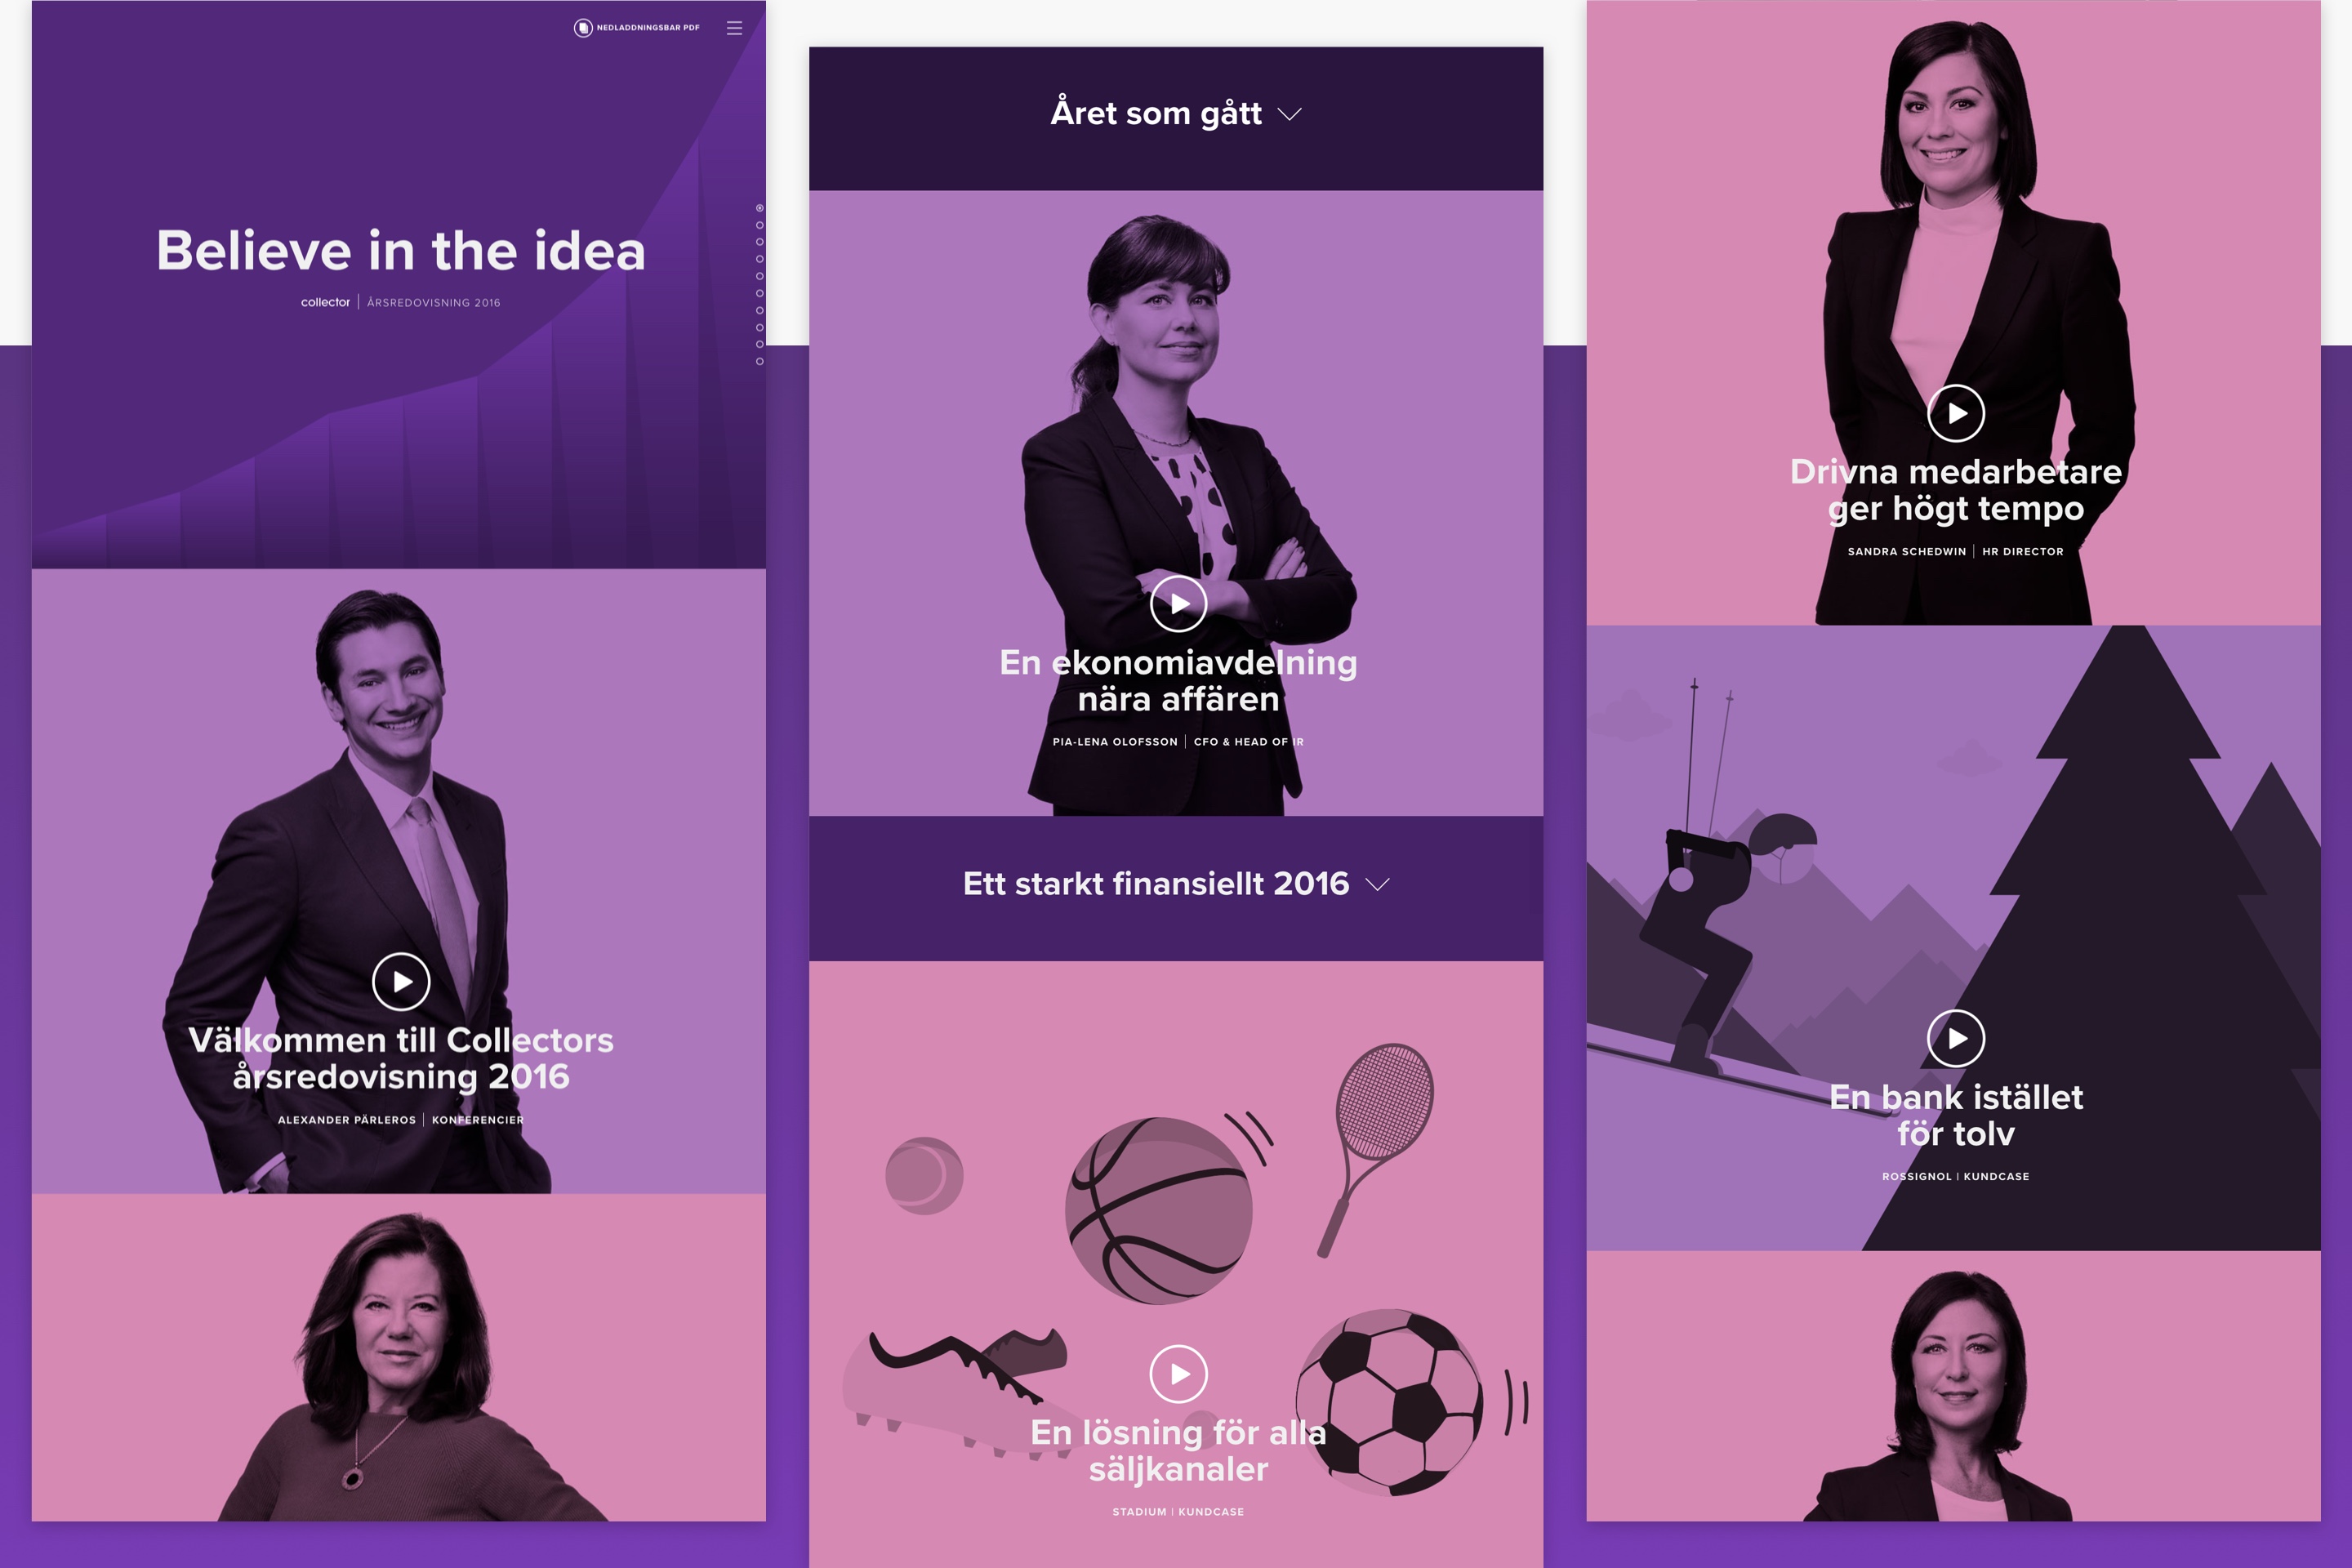 NEDLADDNINGSBAR PDF
Believe in the idea
collector | ÅRSREDOVISNING 2016
Välkommen till Collectors
årsredovisning 2016
ALEXANDER PÄRLEROS | KONFERENCIER
Året som gått
En ekonomiavdelning
nära affären
PIA-LENA OLOFSSON | CFO & HEAD OF IR
Ett starkt finansiellt 2016
En lösning för alla
säljkanaler
STADIUM | KUNDCASE
Drivna medarbetare
ger högt tempo
SANDRA SCHEDWIN | HR DIRECTOR
En bank istället
för tolv
ROSSIGNOL | KUNDCASE